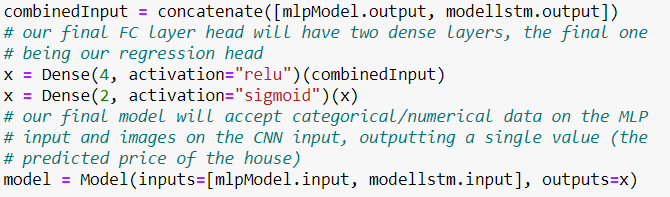 combinedInput = concatenate([mlpModel.output, modellstm.output])
# our final FC layer head will have two dense layers, the final one
# being our regression head
x = Dense(4, activation="relu")(combinedInput)
x = Dense(2, activation="sigmoid")(x)
# our final model will accept categorical/numerical data on the MLP
# input and images on the CNN input, outputting a single value (the
# predicted price of the house)
model = Model(inputs=[mlpModel.input, modellstm.input], outputs=x)